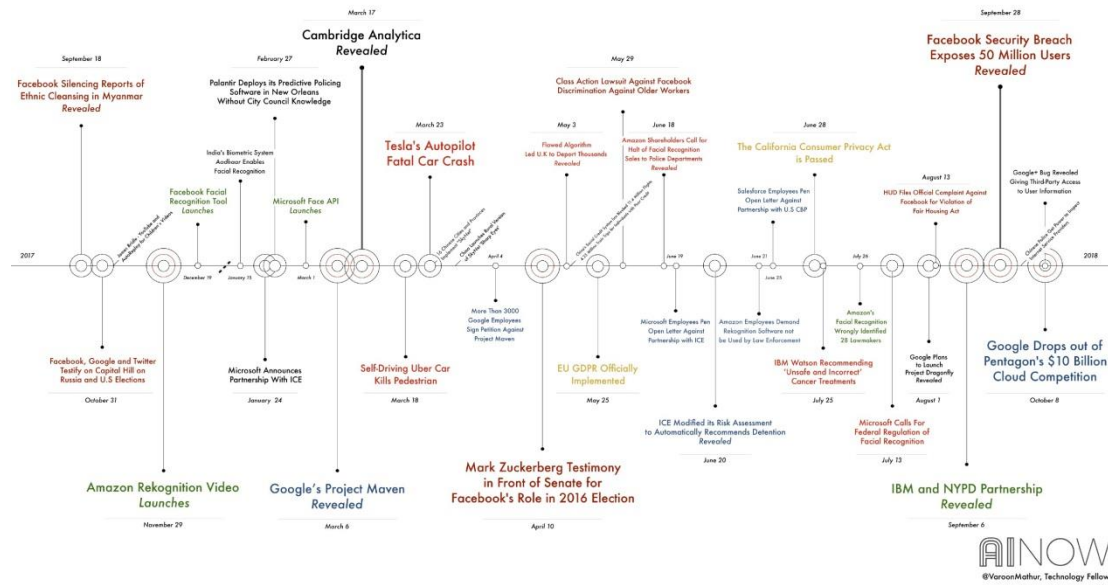 March 17
Cambridge Analytica
Revealed
September 28
Facebook Security Breach
Exposes 50 Million Users
Revealed
September 18
Facebook Silencing Reports of
Ethnic Cleansing in Myanmar
Revealed
February 27
Palantir Deploys its Predictive Policing
Software in New Orleans
Without City Council Knowledge
May 29
Class Action Lawsuit Against Facebook
Discrimination Against Older Workers
March 23
Tesla's Autopilot
Fatal Car Crash
May 3
Flawed Algorithm
Led U.K to Deport Thousands
Revealed
June 18
Amazon Shareholders Call for
Halt of Facial Recognition
Sales to Police Departments
Revealed
June 28
The California Consumer Privacy Act
is Passed
India's Biometric System
Aadhaar Enables
Facial Recognition
Facebook Facial
Recognition Tool
Launches
Microsoft Face API
Launches
Salesforce Employees Pen
Open Letter Against
Partnership with U.S CBP
August 13
HUD Files Official Complaint Against
Facebook for Violation of
Fair Housing Act
Google+ Bug Revealed
Giving Third-Party Access
to User Information
James Bridle - YouTube and
Autoplay for Children's Videos
2017
December 19
January 15
March 1
April 4
June 19
June 21
June 25
July 26
2018
Facebook, Google and Twitter
Testify on Capital Hill on
Russia and U.S Elections
October 31
Microsoft Announces
Partnership With ICE
January 24
Self-Driving Uber Car
Kills Pedestrian
March 18
More Than 3000
Google Employees
Sign Petition Against
Project Maven
EU GDPR Officially
Implemented
May 25
Microsoft Employees Pen
Open Letter Against
Partnership with ICE
Amazon Employees Demand
Rekognition Software not
be Used by Law Enforcement
IBM Watson Recommending
'Unsafe and Incorrect'
Cancer Treatments
July 25
Amazon's
Facial Recognition
Wrongly Identified
28 Lawmakers
Google Plans
to Launch
Project Dragonfly
Revealed
August 1
Google Drops out of
Pentagon's $10 Billion
Cloud Competition
October 8
ICE Modified its Risk Assessment
to Automatically Recommends Detention
Revealed
June 20
Microsoft Calls For
Federal Regulation of
Facial Recognition
July 13
Amazon Rekognition Video
Launches
November 29
Google's Project Maven
Revealed
March 6
Mark Zuckerberg Testimony
in Front of Senate for
Facebook's Role in 2016 Election
April 10
IBM and NYPD Partnership
Revealed
September 6
AINOW
@VaroonMathur, Technology Fellow